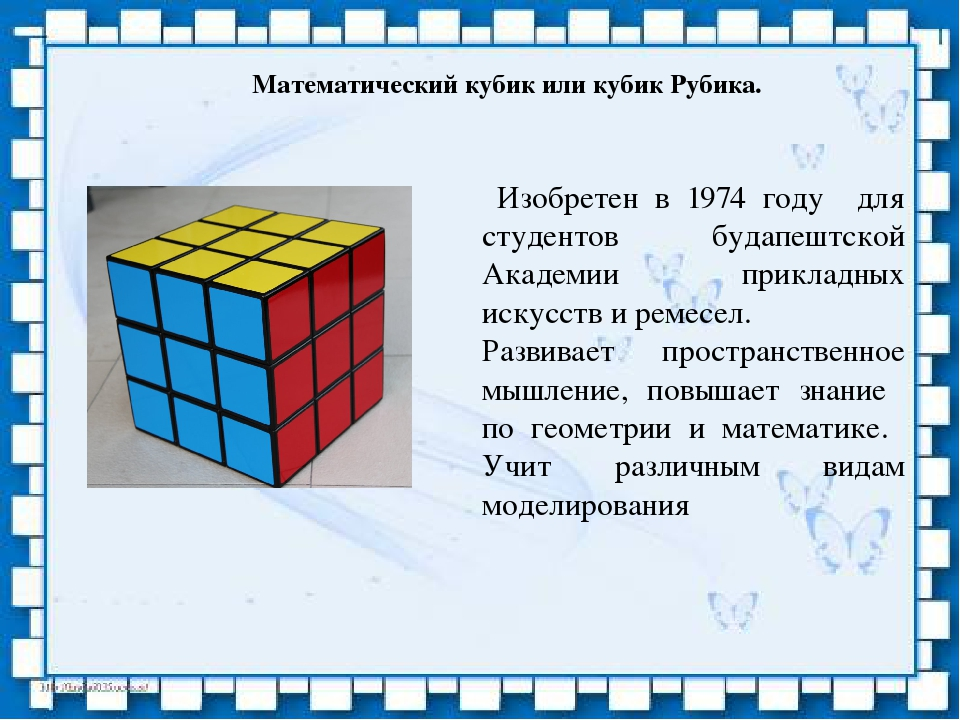 Математический кубик или кубик Рубика.
Изобретен в 1974 году для
студентов будапештской
Академии прикладных
искусств и ремесел.
Развивает пространственное
мышление, повышает знание
по геометрии и математике.
Учит различным видам
моделирования